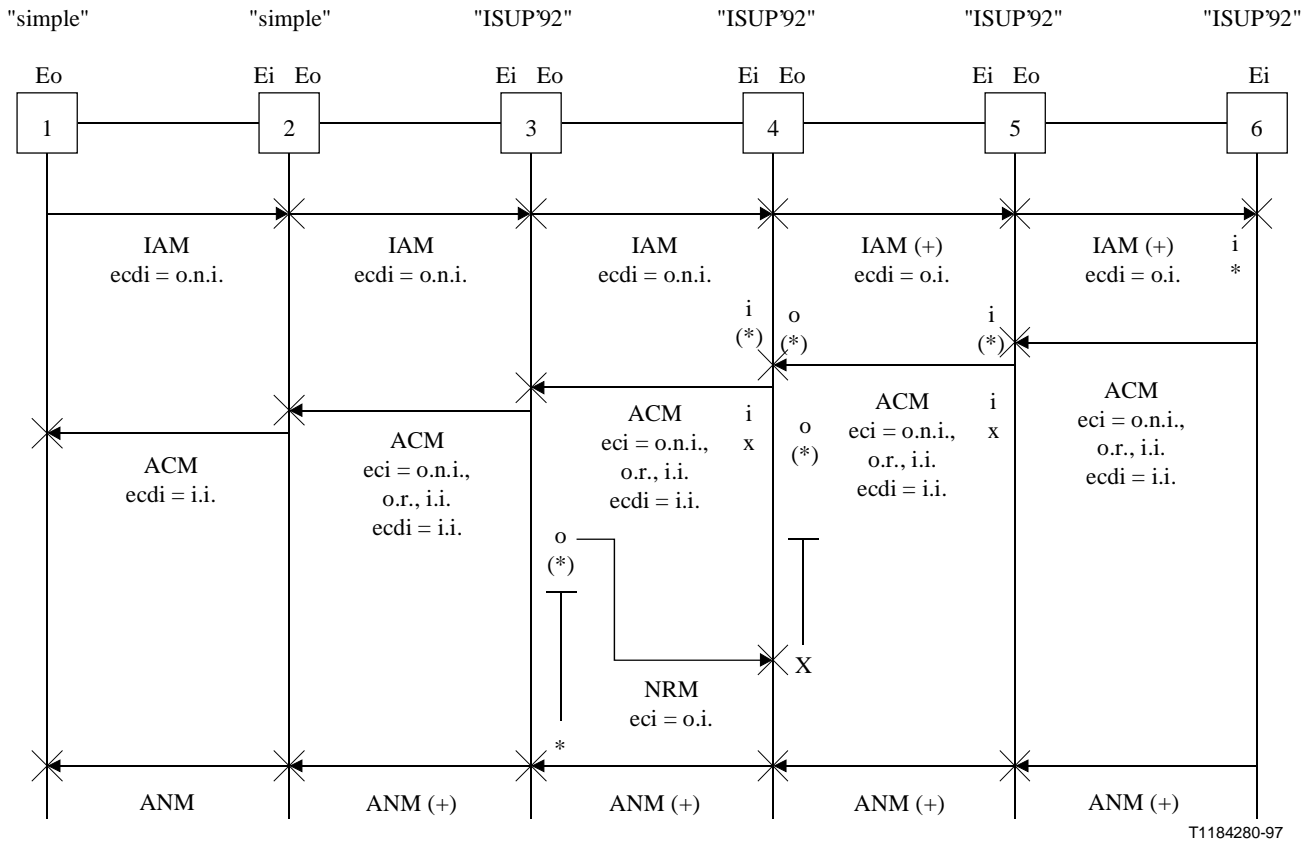 "simple" "simple" "ISUP'92" "ISUP'92" "ISUP'92" "ISUP'92"
Eo Ei Eo Ei Eo Ei Eo Ei Eo Ei
1 2 3 4 5 6
IAM IAM IAM IAM (+) IAM (+) i
ecdi = o.n.i. ecdi = o.n.i. ecdi = o.n.i. ecdi = o.i. ecdi = o.i. *
i o i
(*) (*) (*)
ACM
ecdi = i.i.
ACM
eci = o.n.i.,
o.r., i.i.
ecdi = i.i.
ACM
eci = o.n.i.,
o.r., i.i.
ecdi = i.i.
i
x
o
(*)
ACM
eci = o.n.i.,
o.r., i.i.
ecdi = i.i.
i
x
ACM
eci = o.n.i.,
o.r., i.i.
ecdi = i.i.
o
(*)
X
NRM
eci = o.i.
*
ANM ANM (+) ANM (+) ANM (+) ANM (+)
T1184280-97